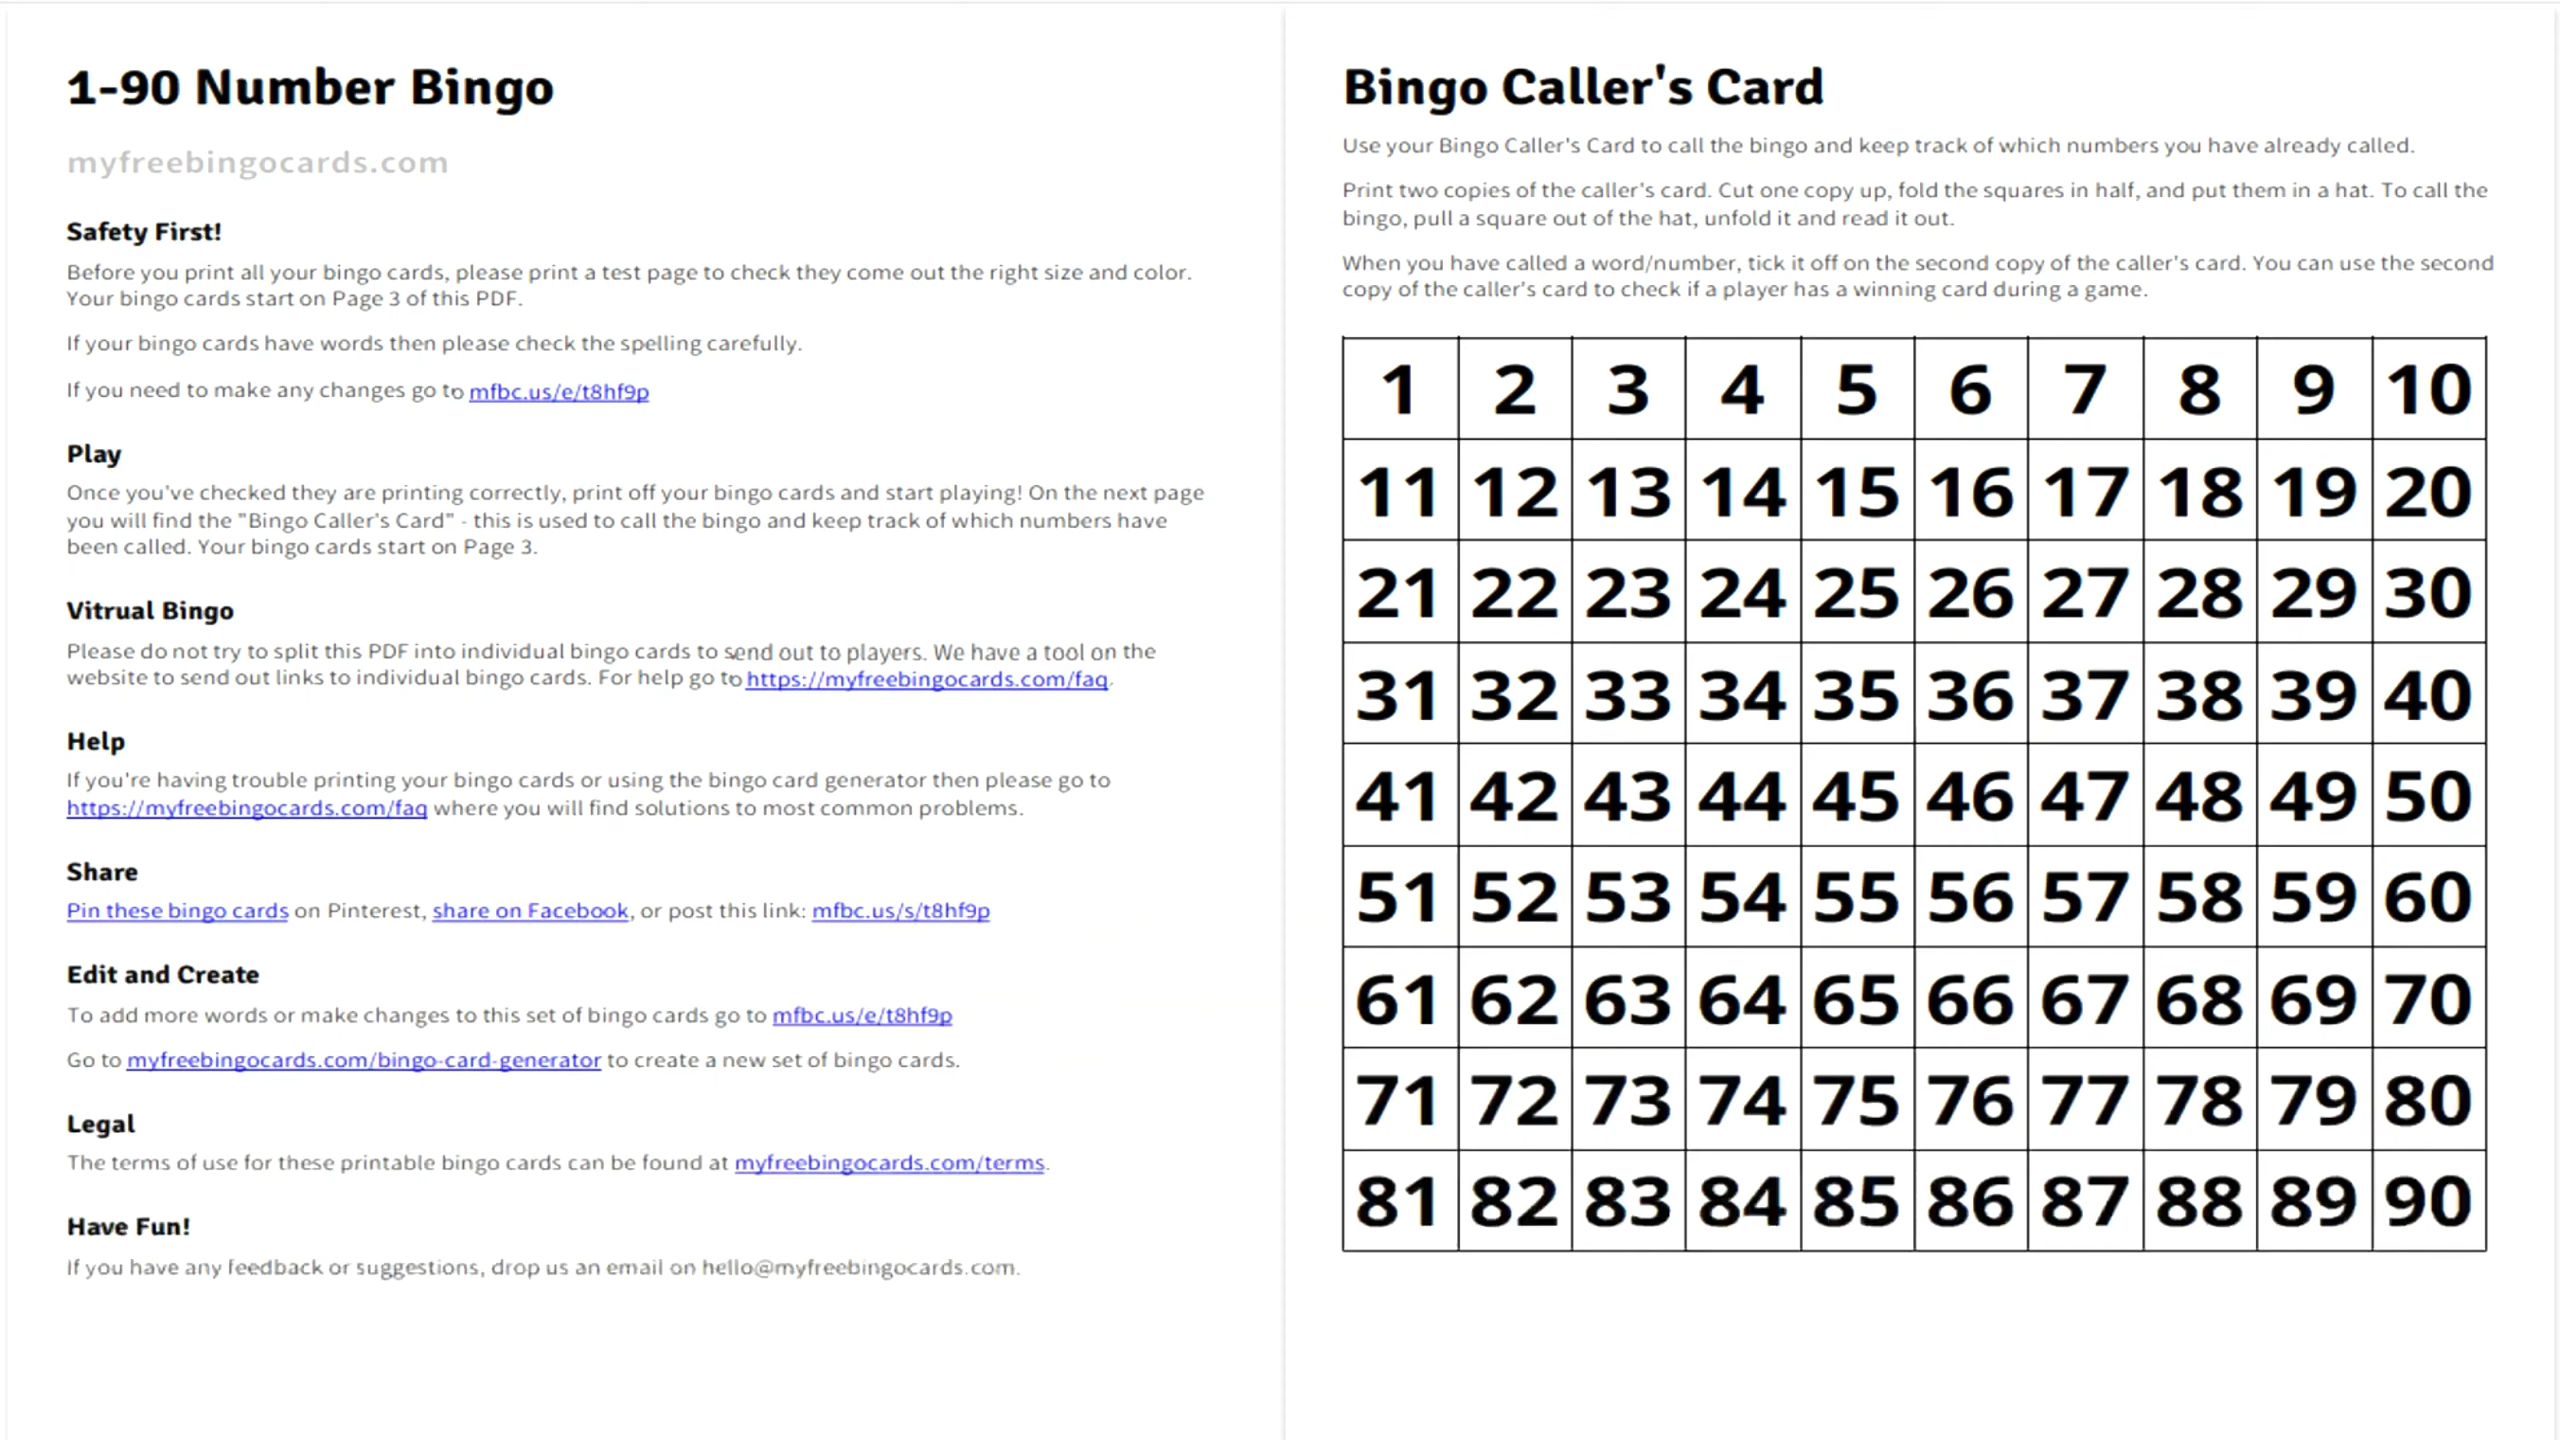 1-90 Number Bingo
myfreebingocards.com
Safety First!
Before you print all your bingo cards, please print a test page to check they come out the right size and color.
Your bingo cards start on Page 3 of this PDF.
If your bingo cards have words then please check the spelling carefully.
If you need to make any changes go to mfbc.us/e/t8hf9p
Play
Once you've checked they are printing correctly, print off your bingo cards and start playing! On the next page
you will find the "Bingo Caller's Card" - this is used to call the bingo and keep track of which numbers have
been called. Your bingo cards start on Page 3.
Vitrual Bingo
Please do not try to split this PDF into individual bingo cards to send out to players. We have a tool on the
website to send out links to individual bingo cards. For help go to https://myfreebingocards.com/faq.
Help
If you're having trouble printing your bingo cards or using the bingo card generator then please go to
https://myfreebingocards.com/faq where you will find solutions to most common problems.
Share
Pin these bingo cards on Pinterest, share on Facebook, or post this link: mfbc.us/s/t8hf9p
Edit and Create
To add more words or make changes to this set of bingo cards go to mfbc.us/e/t8hf9p
Go to myfreebingocards.com/bingo-card-generator to create a new set of bingo cards.
Legal
The terms of use for these printable bingo cards can be found at myfreebingocards.com/terms.
Have Fun!
If you have any feedback or suggestions, drop us an email on hello@myfreebingocards.com.
Bingo Caller's Card
Use your Bingo Caller's Card to call the bingo and keep track of which numbers you have already called.
Print two copies of the caller's card. Cut one copy up, fold the squares in half, and put them in a hat. To call the
bingo, pull a square out of the hat, unfold it and read it out.
When you have called a word/number, tick it off on the second copy of the caller's card. You can use the second
copy of the caller's card to check if a player has a winning card during a game.
1 2 3 4 5 6 7 8 9 10
11 12 13 14 15 16 17 18 19 20
21 22 23 24 25 26 27 28 29 30
31 32 33 34 35 36 37 38 39 40
41 42 43 44 45 46 47 48 49 50
51 52 53 54 55 56 57 58 59 60
61 62 63 64 65 66 67 68 69 70
71 72 73 74 75 76 77 78 79 80
81 82 83 84 85 86 87 88 89 90